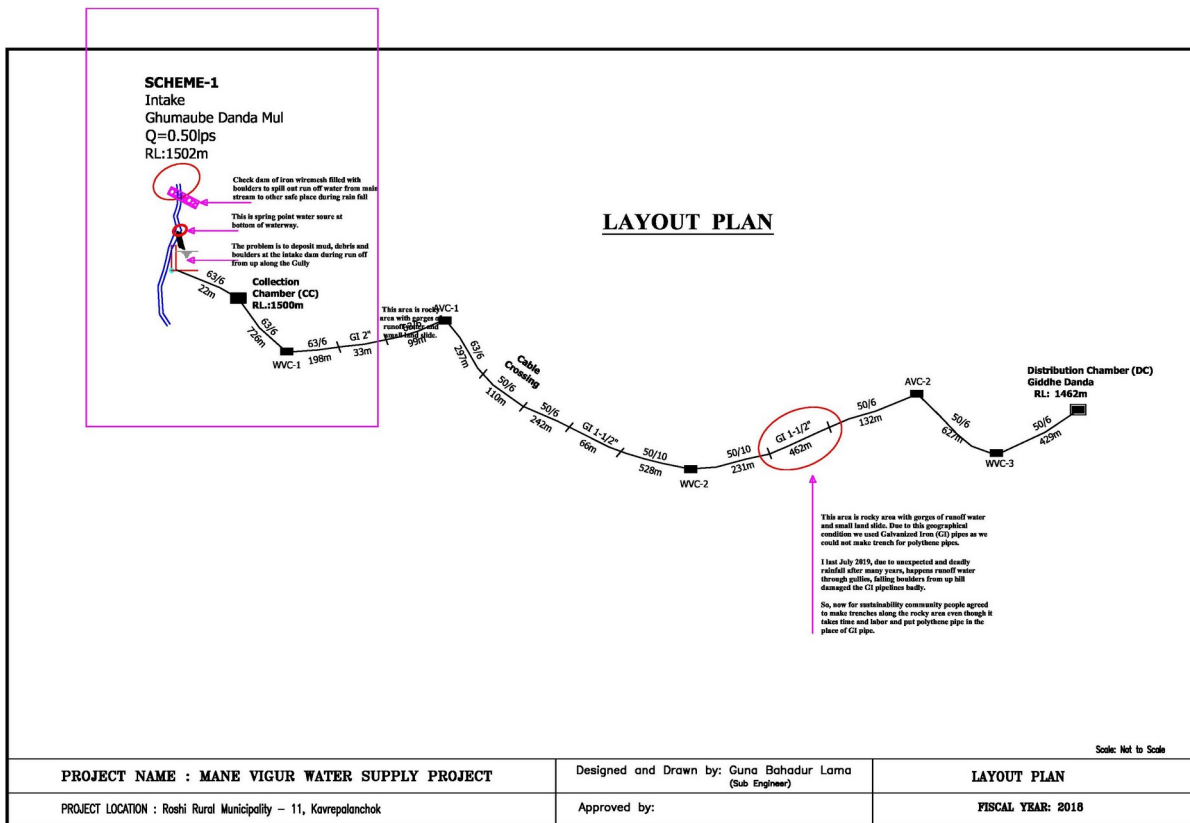 SCHEME-1
Intake
Ghumaube Danda Mul
Q=0.50lps
RL:1502m
Check dam of iron wiremesh filled with
boulders to spill out run off water from main
stream to other safe place during rain fall
This is spring point water soure at
bottom of waterway.
The problem is to deposit mud, debris and
boulders at the intake dam during run off
from up along the Gully
LAYOUT PLAN
63/6
22m
Collection
Chamber (CC)
RL.:1500m
63/6
726m
WVC-1
63/6
198m
GI 2"
33m
This area is rocky
area with gorges of
runoff water and
small land slide.
99m
AVC-1
63/6
297m
Cable
Crossing
50/6
110m
50/6
242m
GI 1-1/2"
66m
50/10
528m
WVC-2
50/10
231m
GI 1-1/2"
462m
50/6
132m
AVC-2
50/6
627m
WVC-3
50/6
429m
Distribution Chamber (DC)
Giddhe Danda
RL: 1462m
This area is rocky area with gorges of runoff water
and small land slide. Due to this geographical
condition we used Galvanized Iron (GI) pipes as we
could not make trench for polythene pipes.
I last July 2019, due to unexpected and deadly
rainfall after many years, happens runoff water
through gullies, falling boulders from up hill
damaged the GI pipelines badly.
So, now for sustainability community people agreed
to make trenches along the rocky area even though it
takes time and labor and put polythene pipe in the
place of GI pipe.
Scale: Not to Scale
PROJECT NAME : MANE VIGUR WATER SUPPLY PROJECT
PROJECT LOCATION : Roshi Rural Municipality - 11, Kavrepalanchok
Designed and Drawn by: Guna Bahadur Lama
(Sub Engineer)
Approved by:
LAYOUT PLAN
FISCAL YEAR: 2018